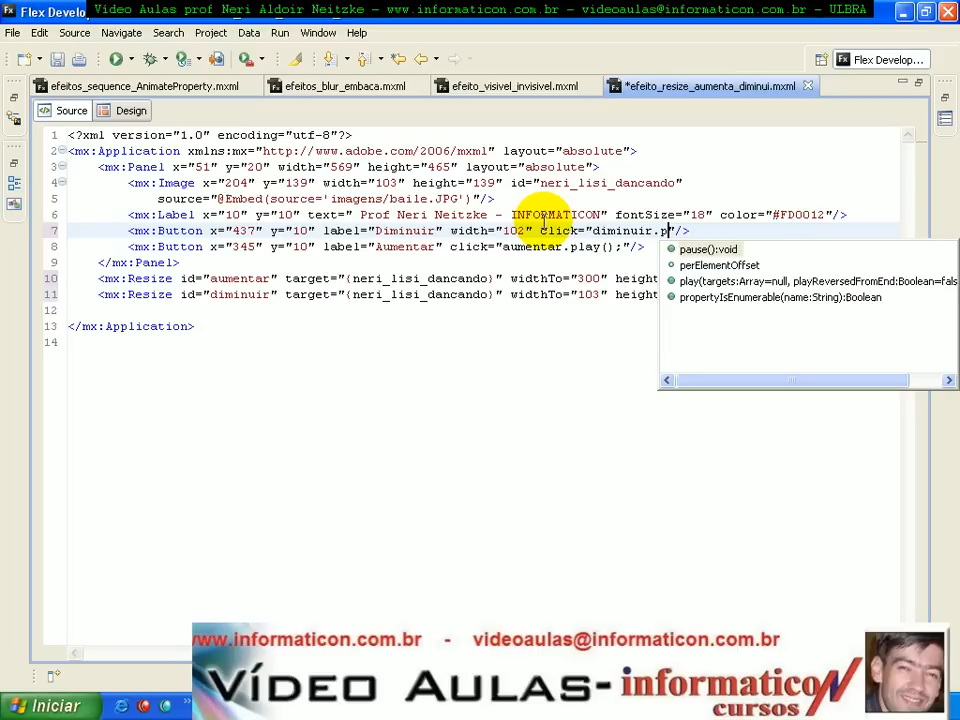 Vídeo Aulas prof Neri Aldoir Neitzke - www.informaticon.com.br - videoaulas@informaticon.com.br - ULBRA
Flex Develo
File Edit Source Navigate Search Project Data Run Window Help
Flex Develop...
efeitos_sequence_AnimateProperty.mxml efeitos_blur_embaca.mxml efeito_visivel_invisivel.mxml *efeito_resize_aumenta_diminui.mxml
Source Design
1 <?xml version="1.0" encoding="utf-8"?>
2 <mx:Application xmlns:mx="http://www.adobe.com/2006/mxml" layout="absolute">
3 <mx:Panel x="51" y="20" width="569" height="465" layout="absolute">
4 <mx:Image x="204" y="139" width="103" height="139" id="neri_lisi_dancando"
5 source="@Embed(source='imagens/baile.JPG')"/>
6 <mx:Label x="10" y="10" text=" Prof Neri Neitzke - INFORMATICON" fontSize="18" color="#FD0012"/>
7 <mx:Button x="437" y="10" label="Diminuir" width="102" click="diminuir.p"/>
8 <mx:Button x="345" y="10" label="Aumentar" click="aumentar.play();"/>
9 </mx:Panel>
10 <mx:Resize id="aumentar" target="{neri_lisi_dancando}" widthTo="300" height
11 <mx:Resize id="diminuir" target="{neri_lisi_dancando}" widthTo="103" height
12
13 </mx:Application>
14
pause():void
perElementOffset
play(targets:Array=null, playReversedFromEnd:Boolean=fals
propertyIsEnumerable(name:String):Boolean
www.informaticon.com.br - videoaulas@informaticon.com.br
VÍDEO AULAS- informaticon
cursos
Iniciar